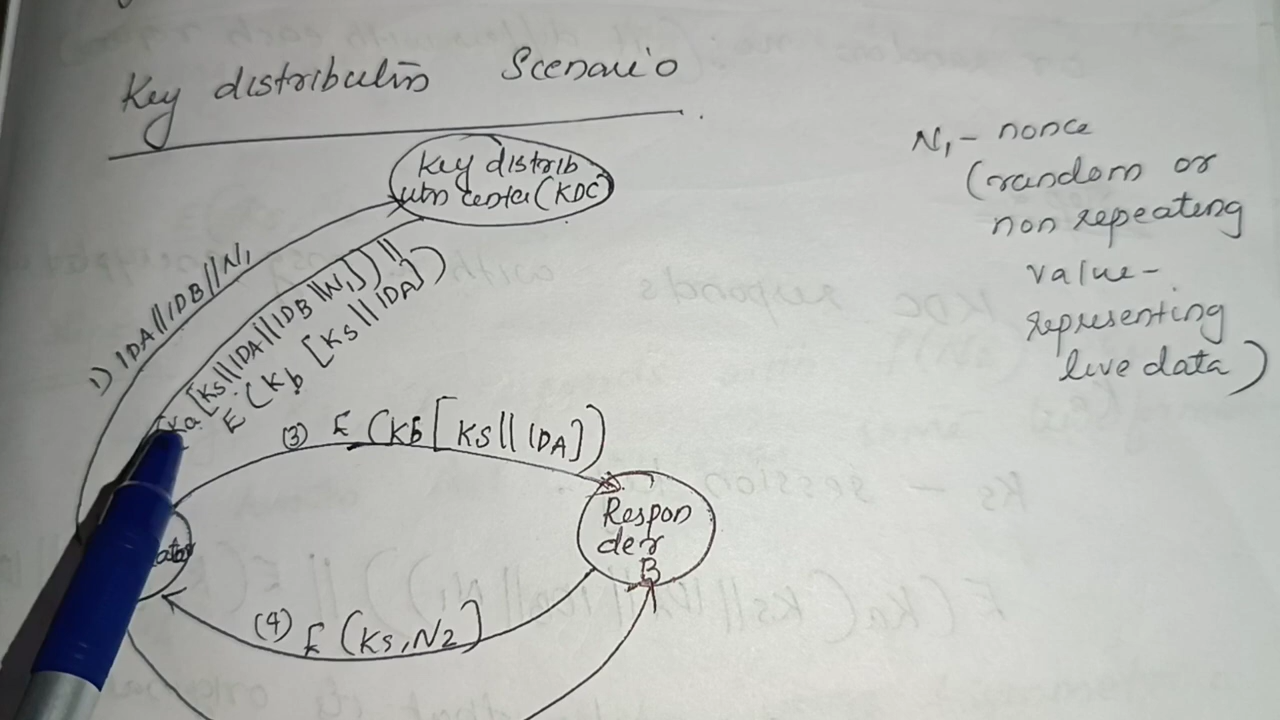 Key distribution Scenario
Key distrib
utn center (KDC)
N1 - nonce
(random or
non repeating
value -
representing
live data)
1) IDA || IDB || N1
Ka [Ks || IDA || IDB || N1]) ||
E (Kb [Ks || IDA])
(3) E (Kb [Ks || IDA])
Respon
der
B
(4) E (Ks, N2)